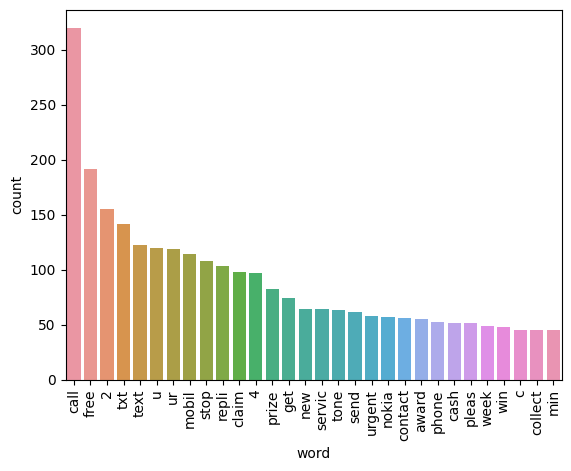 count
300
250
200
150
100
50
0
call
free
2
txt
text
u
ur
mobil
stop
repli
claim
4
prize
get
new
servic
tone
send
urgent
nokia
contact
award
phone
cash
pleas
week
win
c
collect
min
word